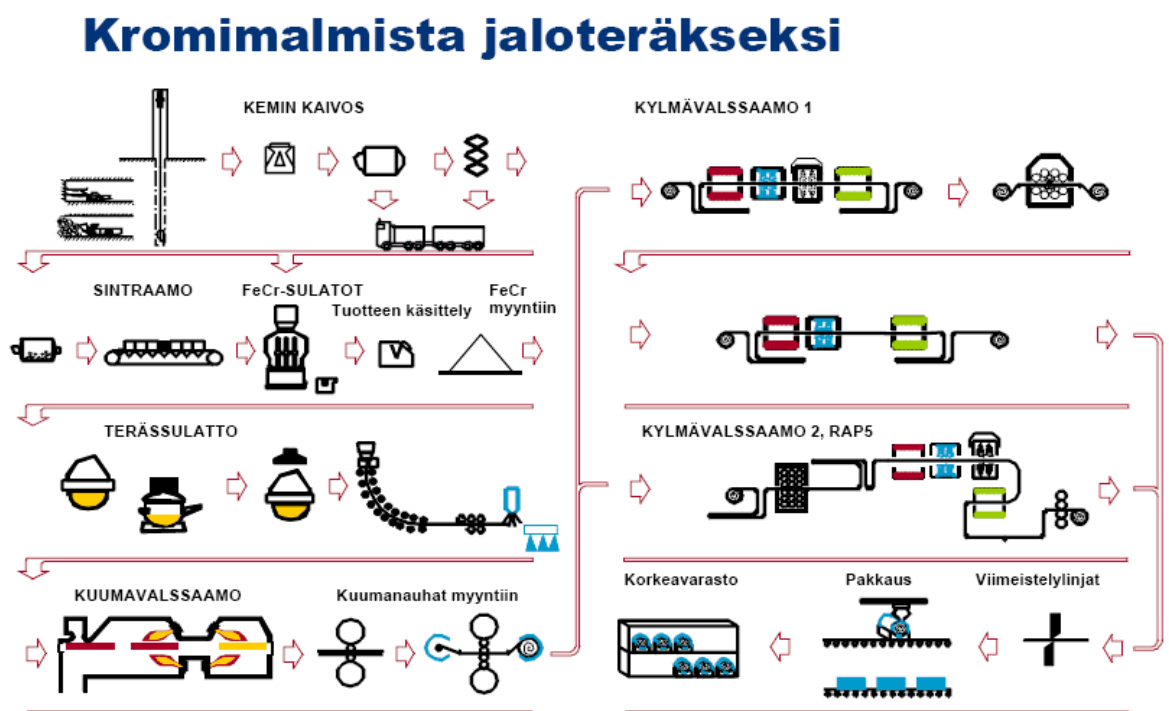 Kromimalmista jaloteräkseksi
KEMIN KAIVOS
SINTRAAMO
FeCr-SULATOT
Tuotteen käsittely
FeCr
myyntiin
TERÄSSULATTO
KUUMAVALSSAAMO
Kuumanauhat myyntiin
KYLMÄVALSSAAMO 1
KYLMÄVALSSAAMO 2, RAP5
Korkeavarasto
Pakkaus
Viimeistelylinjat